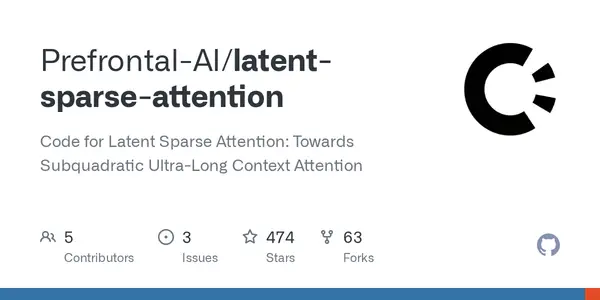 Prefrontal-AI/latent-
sparse-attention
Code for Latent Sparse Attention: Towards
Subquadratic Ultra-Long Context Attention
5 3 474 63
Contributors Issues Stars Forks